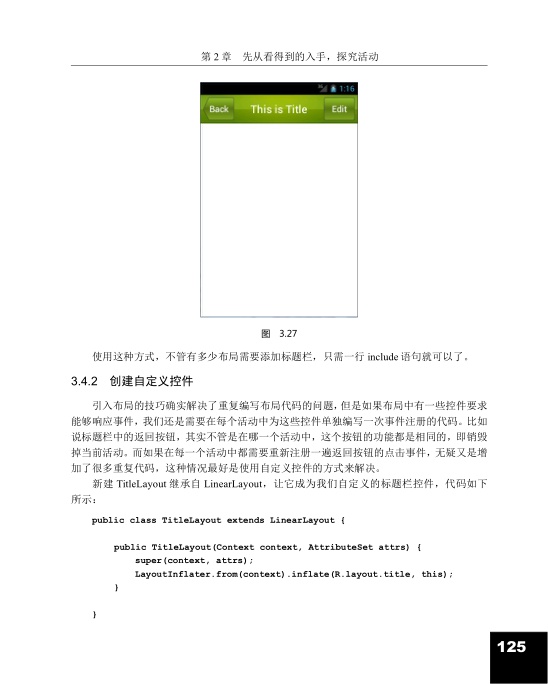 第 2 章 先从看得到的入手，探究活动
1:16
Back This is Title Edit
图 3.27
使用这种方式，不管有多少布局需要添加标题栏，只需一行 include 语句就可以了。
3.4.2 创建自定义控件
引入布局的技巧确实解决了重复编写布局代码的问题，但是如果布局中有一些控件要求
能够响应事件，我们还是需要在每个活动中为这些控件单独编写一次事件注册的代码。比如
说标题栏中的返回按钮，其实不管是在哪一个活动中，这个按钮的功能都是相同的，即销毁
掉当前活动。而如果在每一个活动中都需要重新注册一遍返回按钮的点击事件，无疑又是增
加了很多重复代码，这种情况最好是使用自定义控件的方式来解决。
新建 TitleLayout 继承自 LinearLayout，让它成为我们自定义的标题栏控件，代码如下
所示：
public class TitleLayout extends LinearLayout {
public TitleLayout(Context context, AttributeSet attrs) {
super(context, attrs);
LayoutInflater.from(context).inflate(R.layout.title, this);
}
}
125